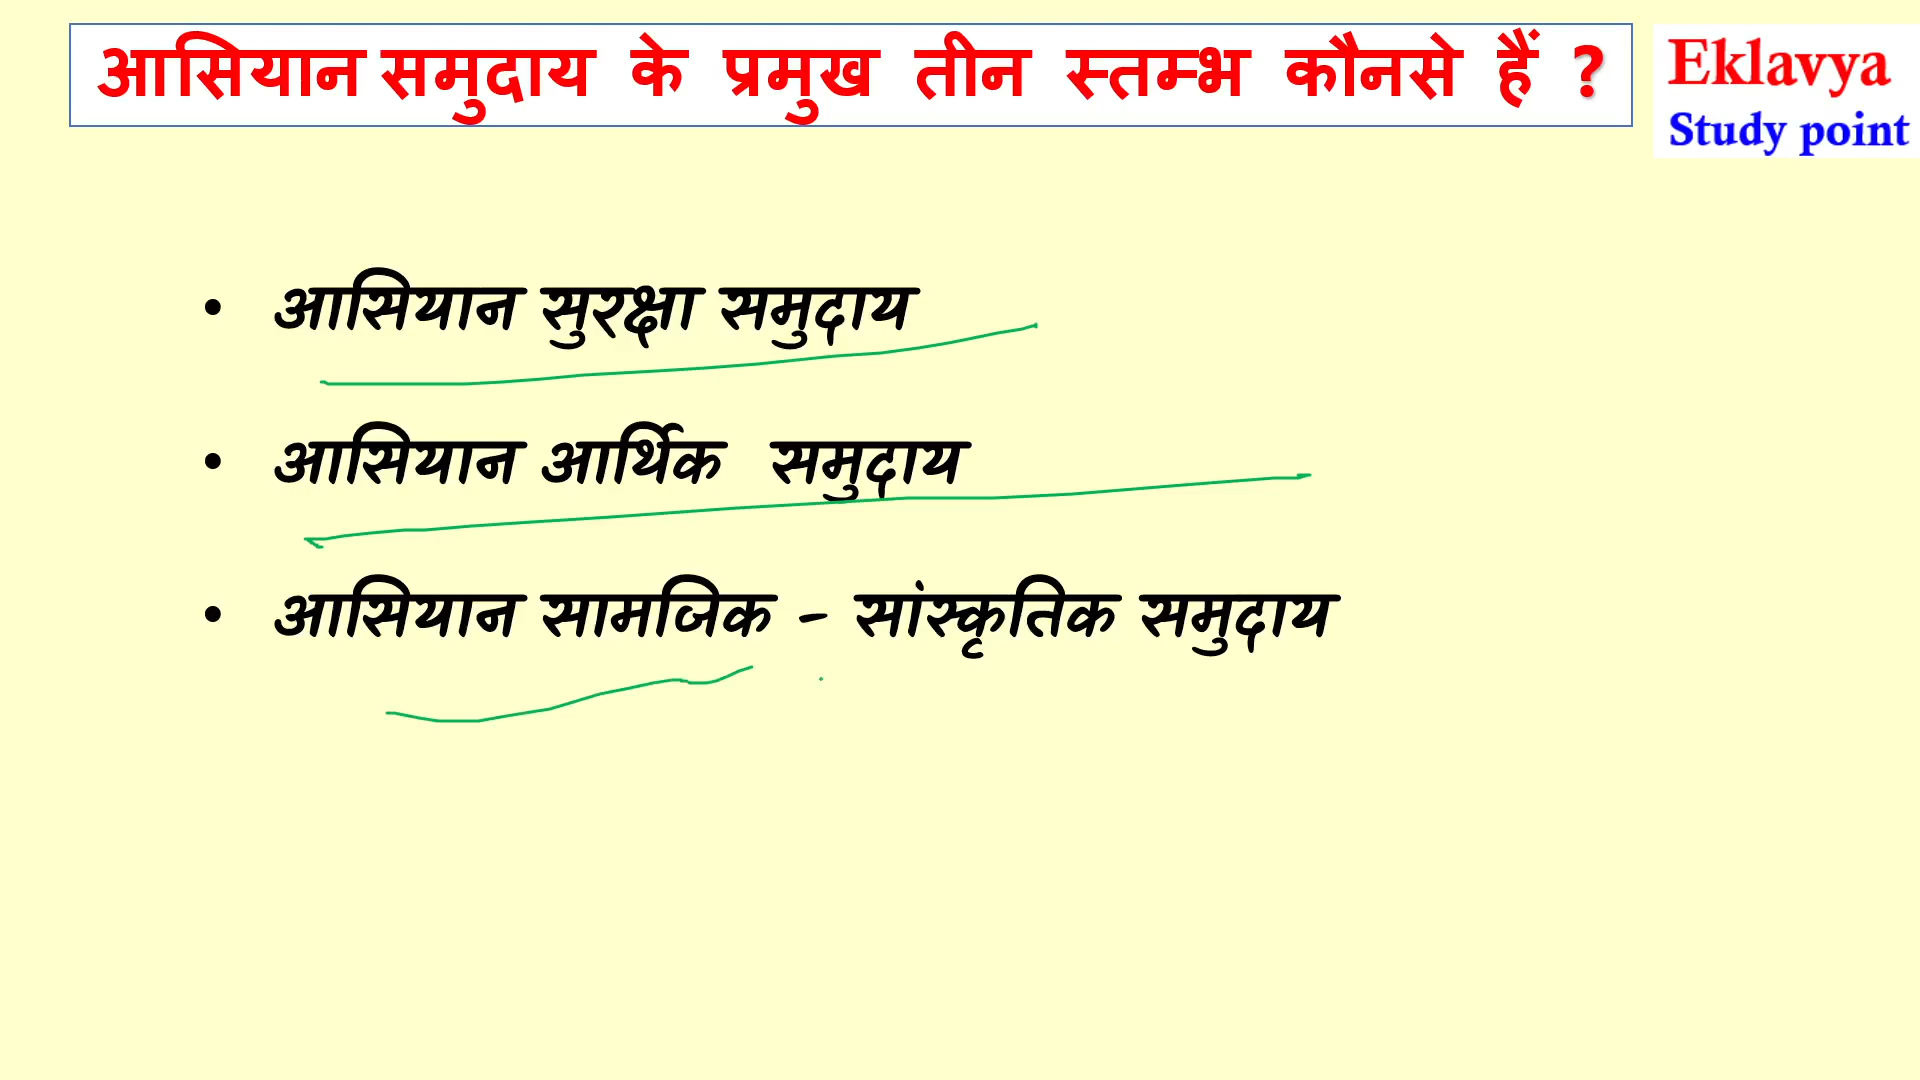 आसियान समुदाय के प्रमुख तीन स्तम्भ कौनसे हैं ?
Eklavya
Study point
• आसियान सुरक्षा समुदाय
• आसियान आर्थिक समुदाय
• आसियान सामजिक - सांस्कृतिक समुदाय